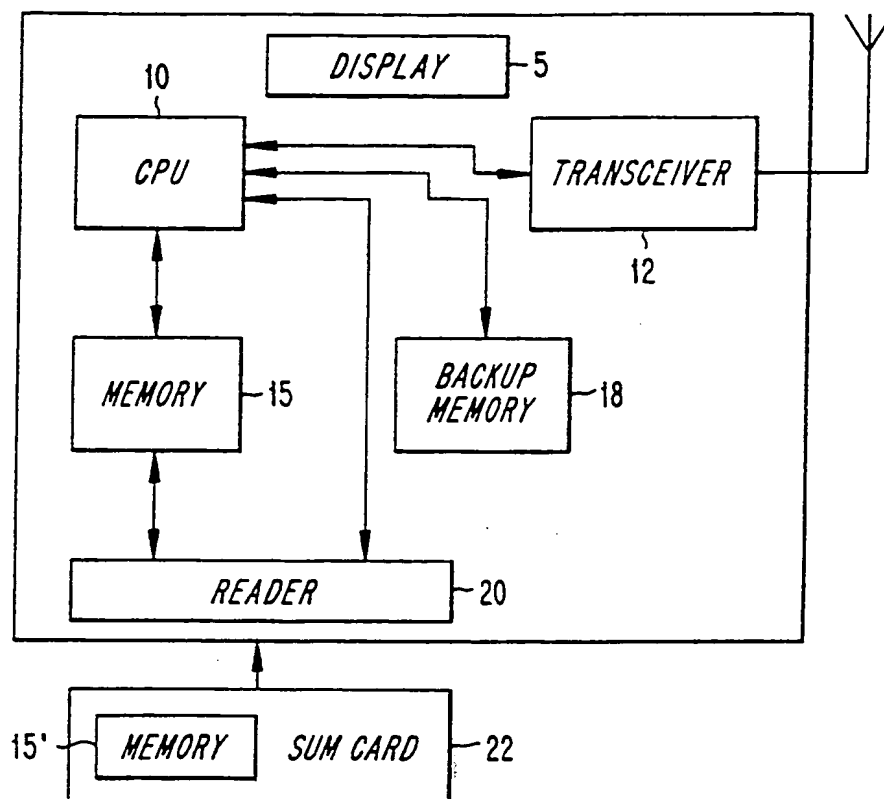 DISPLAY 5
10
CPU
TRANSCEIVER
12
MEMORY 15
BACKUP
MEMORY 18
READER 20
15' MEMORY SUM CARD 22